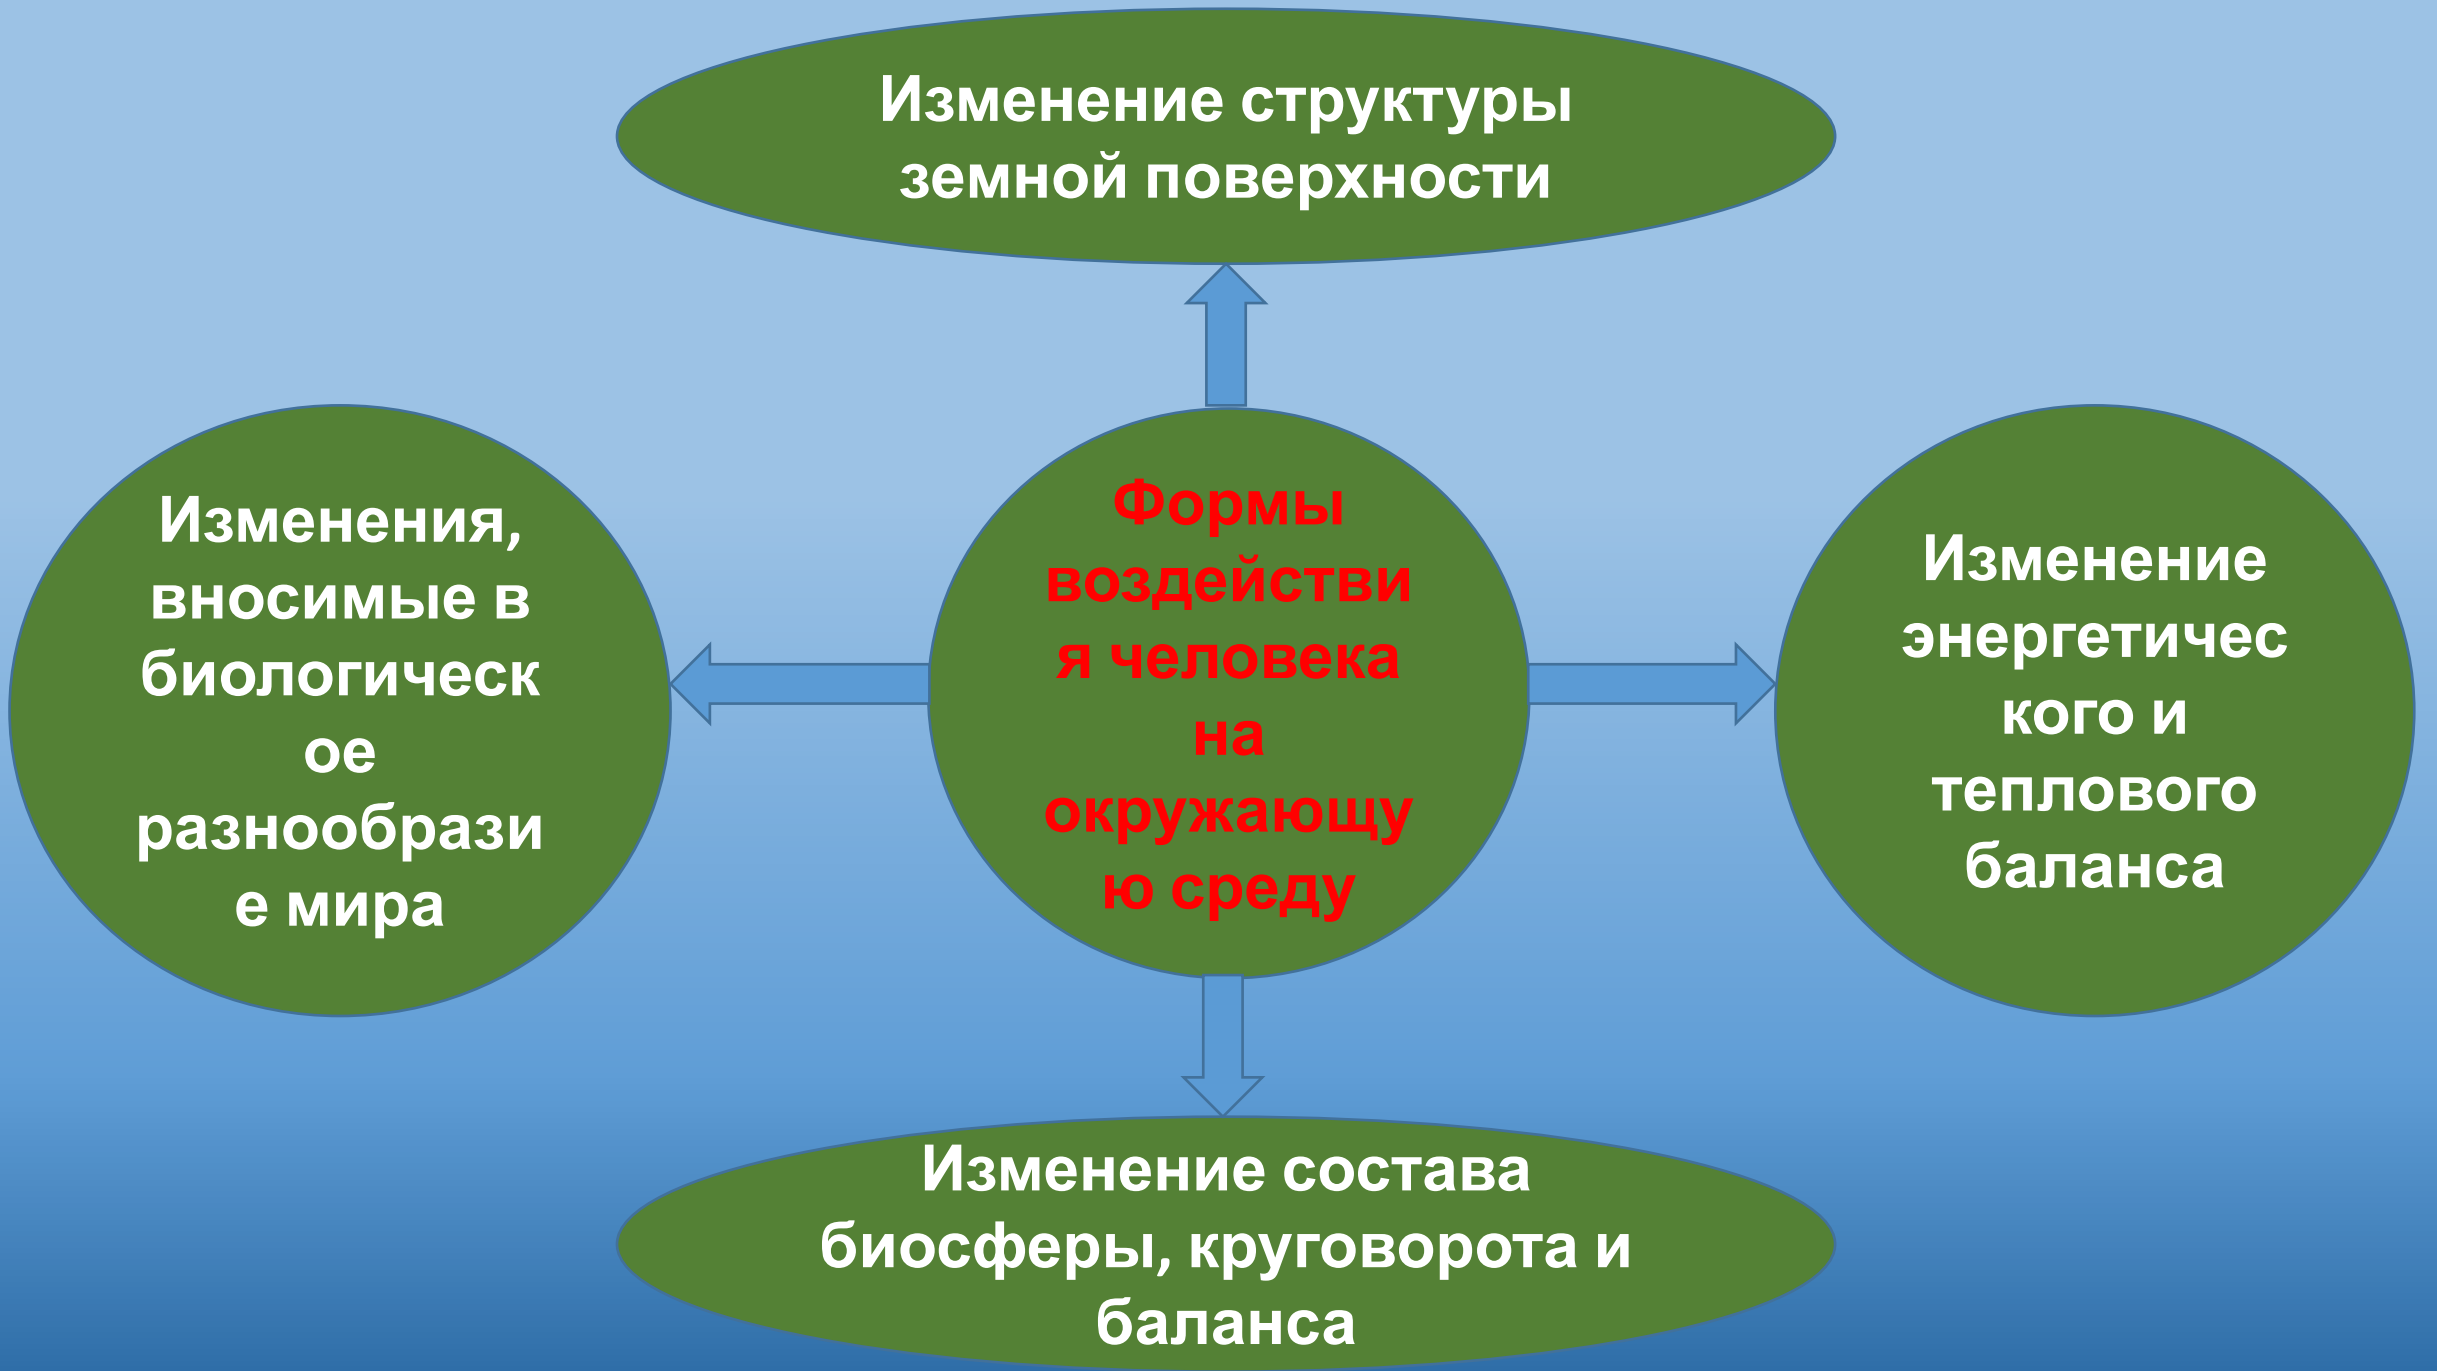 Изменение структуры
земной поверхности
Изменения,
вносимые в
биологическ
ое
разнообрази
е мира
Формы
воздействи
я человека
на
окружающу
ю среду
Изменение
энергетичес
кого и
теплового
баланса
Изменение состава
биосферы, круговорота и
баланса